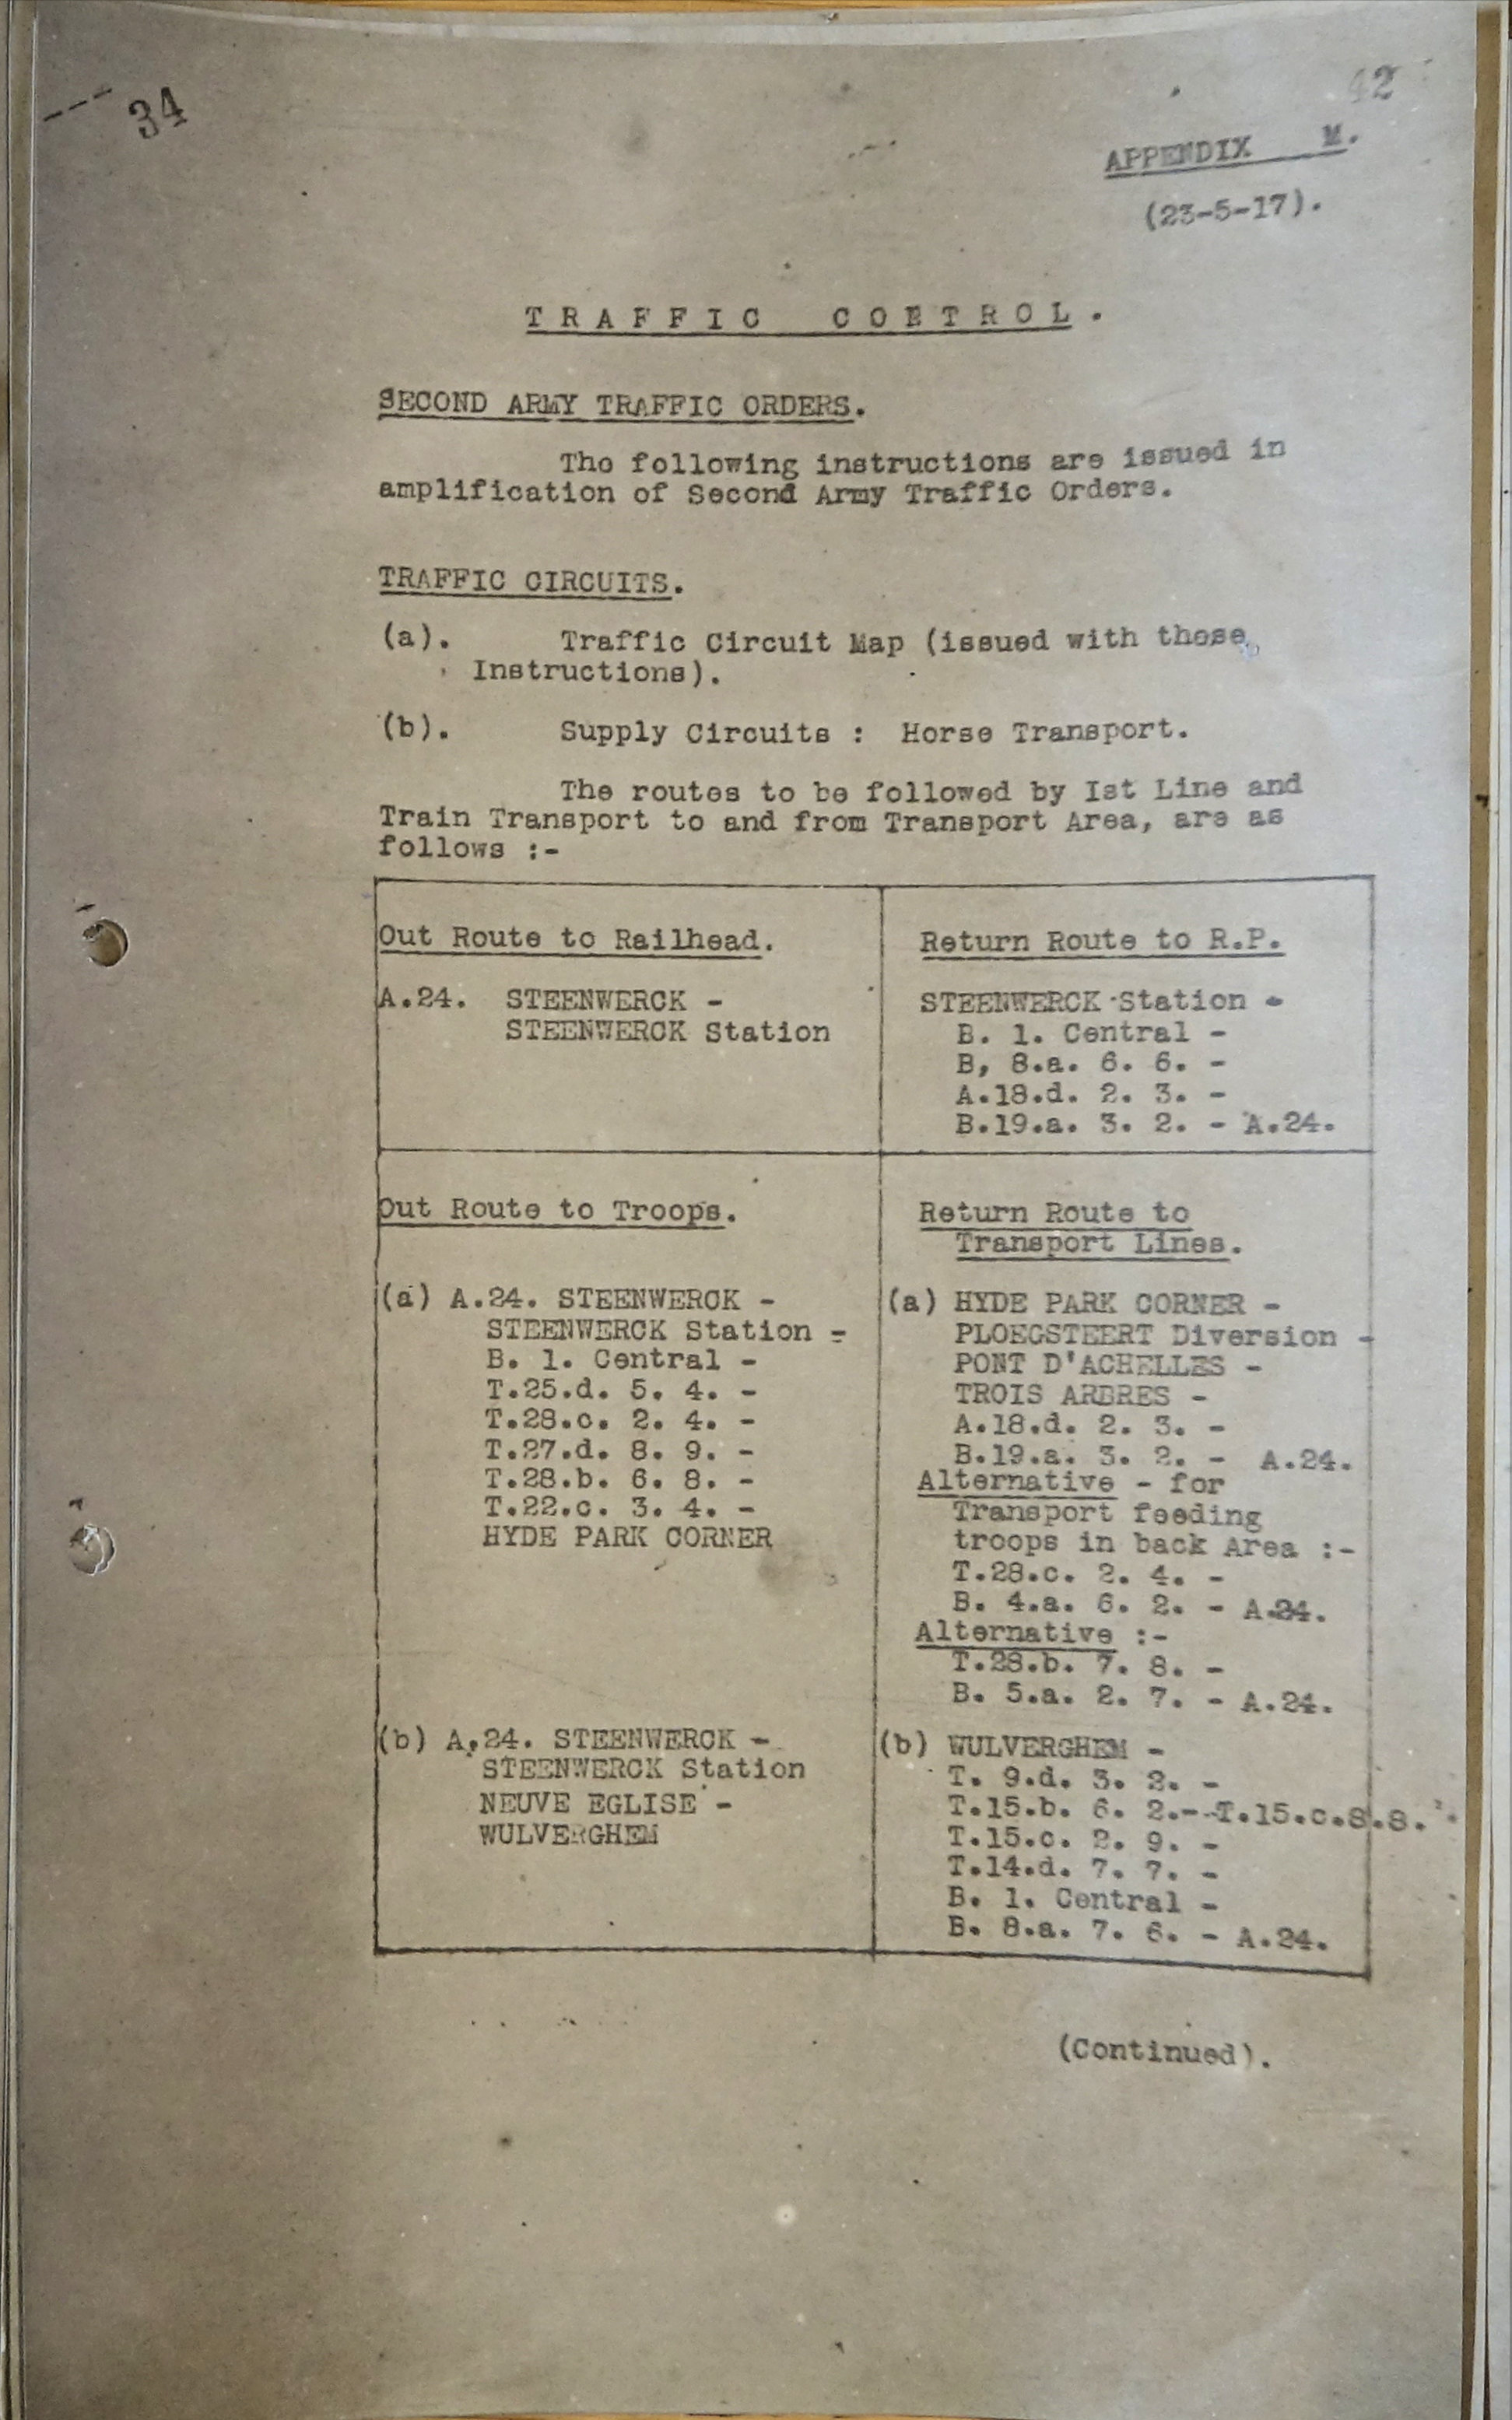 34
42
APPENDIX M.
(23-5-17).
TRAFFIC CONTROL.
SECOND ARMY TRAFFIC ORDERS.
The following instructions are issued in
amplification of Second Army Traffic Orders.
TRAFFIC CIRCUITS.
(a). Traffic Circuit Map (issued with these
Instructions).
(b). Supply Circuits : Horse Transport.
The routes to be followed by Ist Line and
Train Transport to and from Transport Area, are as
follows :-
Out Route to Railhead.
A.24. STEENWERCK -
STEENWERCK Station
Return Route to R.P.
STEENWERCK Station -
B. 1. Central -
B, 8.a. 6. 6. -
A.18.d. 2. 3. -
B.19.a. 3. 2. - A.24.
Out Route to Troops.
(a) A.24. STEENWERCK -
STEENWERCK Station -
B. 1. Central -
T.25.d. 5. 4. -
T.28.c. 2. 4. -
T.27.d. 8. 9. -
T.28.b. 6. 8. -
T.22.c. 3. 4. -
HYDE PARK CORNER
(b) A.24. STEENWERCK -
STEENWERCK Station
NEUVE EGLISE -
WULVERGHEM
Return Route to
Transport Lines.
(a) HYDE PARK CORNER -
PLOEGSTEERT Diversion -
PONT D'ACHELLES -
TROIS ARBRES -
A.18.d. 2. 3. -
B.19.a. 3. 2. - A.24.
Alternative - for
Transport feeding
troops in back Area :-
T.28.c. 2. 4. -
B. 4.a. 6. 2. - A.24.
Alternative :-
T.28.b. 7. 8. -
B. 5.a. 2. 7. - A.24.
(b) WULVERGHEM -
T. 9.d. 3. 2. -
T.15.b. 6. 2.--T.15.c.8.8.
T.15.c. 2. 9. -
T.14.d. 7. 7. -
B. 1. Central -
B. 8.a. 7. 6. - A.24.
(Continued).